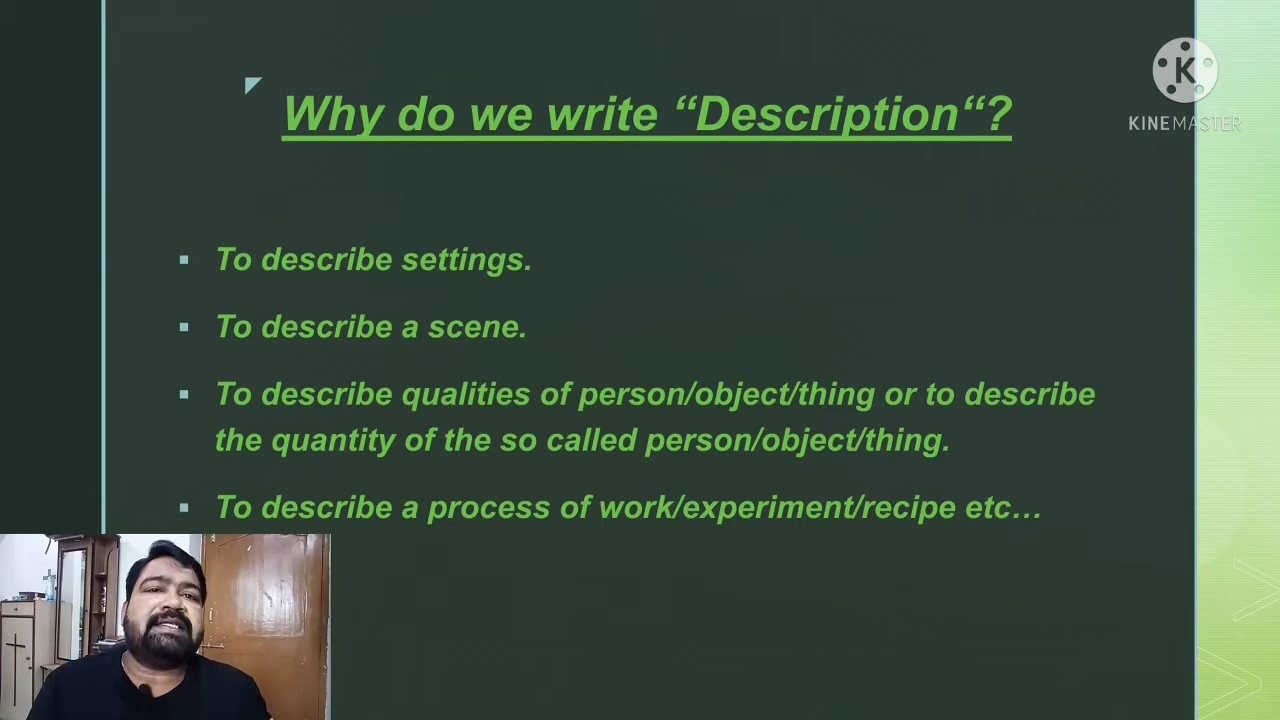 Why do we write “Description“?
KINEMASTER
▪ To describe settings.
▪ To describe a scene.
▪ To describe qualities of person/object/thing or to describe
the quantity of the so called person/object/thing.
▪ To describe a process of work/experiment/recipe etc…